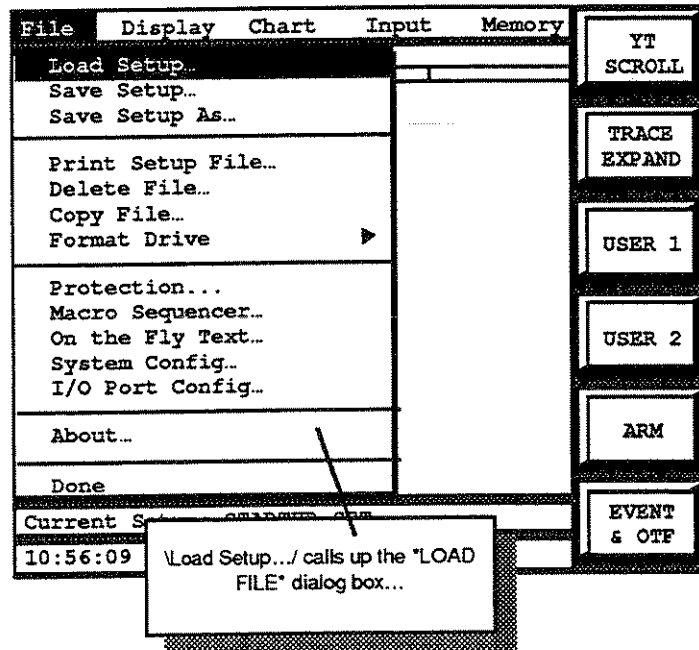 File Display Chart Input Memory
Load Setup…
Save Setup…
Save Setup As…
Print Setup File…
Delete File…
Copy File…
Format Drive
Protection...
Macro Sequencer…
On the Fly Text…
System Config…
I/O Port Config…
About…
Done
Current
10:56:09
\Load Setup.../ calls up the "LOAD
FILE" dialog box...
YT
SCROLL
TRACE
EXPAND
USER 1
USER 2
ARM
EVENT
& OTF